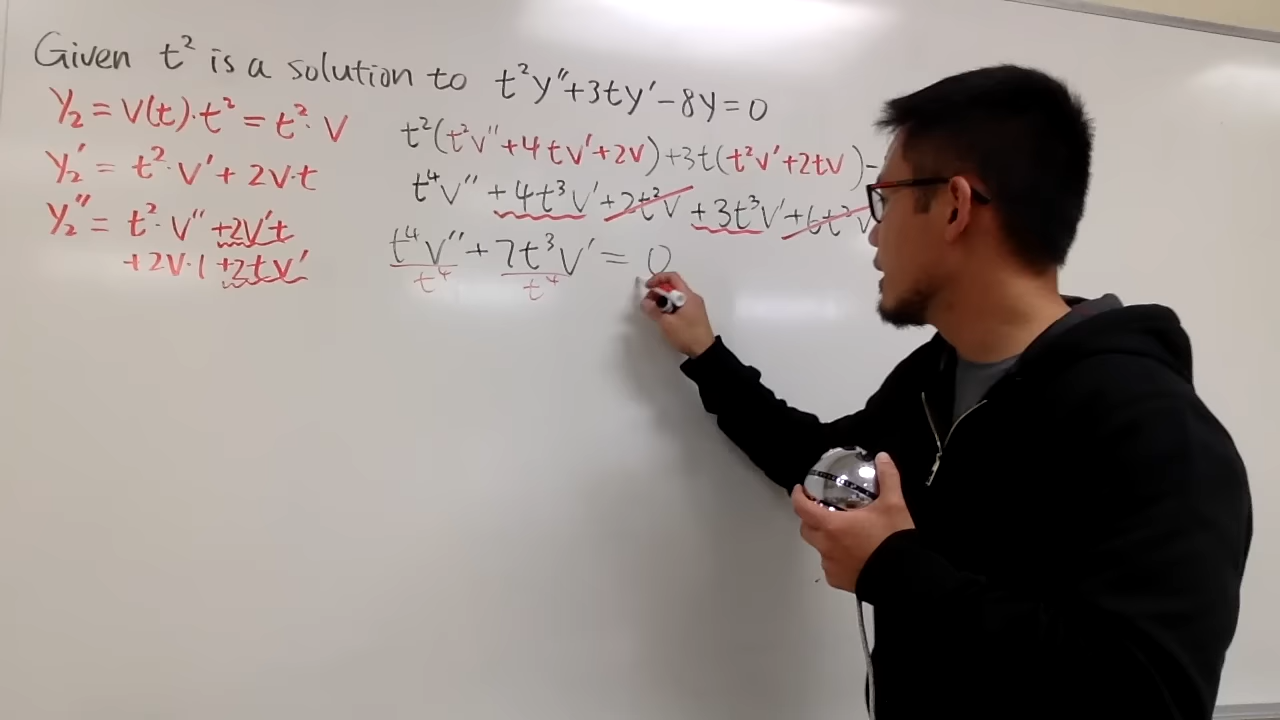 Given t² is a solution to t²y''+3ty'-8y=0
y₂ = v(t)·t² = t²·v
y₂' = t²·v' + 2v·t
y₂'' = t²·v'' +2v't
+2v·1 +2tv'
t²(t²v''+4tv'+2v)+3t(t²v'+2tv)-
t⁴v'' +4t³v' +2t²v +3t³v' +6t²v
t⁴v'' + 7t³v' = 0
t⁴ t⁴